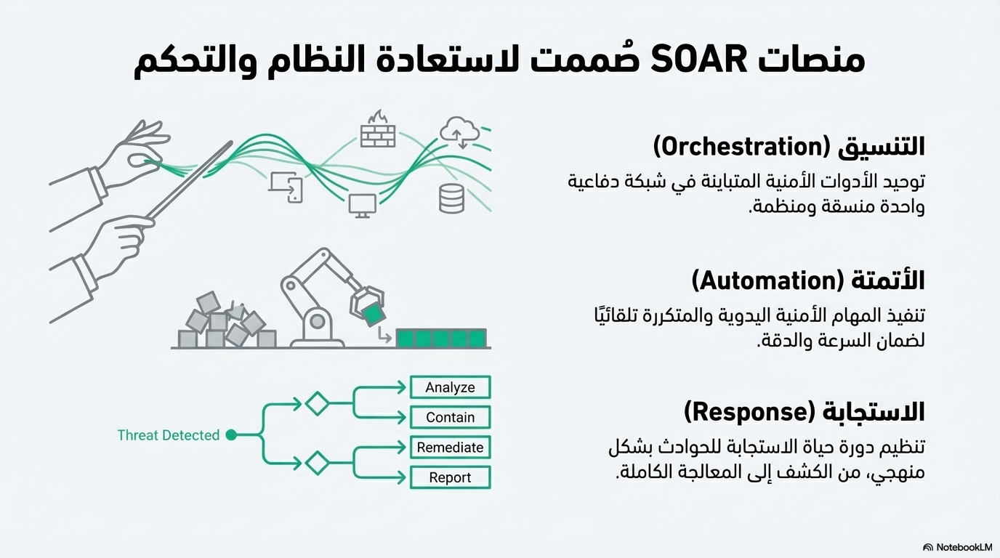 منصات SOAR صُممت لاستعادة النظام والتحكم
التنسيق (Orchestration)
توحيد الأدوات الأمنية المتباينة في شبكة دفاعية
واحدة منسقة ومنظمة.
الأتمتة (Automation)
تنفيذ المهام الأمنية اليدوية والمتكررة تلقائيًا
لضمان السرعة والدقة.
الاستجابة (Response)
تنظيم دورة حياة الاستجابة للحوادث بشكل
منهجي، من الكشف إلى المعالجة الكاملة.
Threat Detected
Analyze
Contain
Remediate
Report
NotebookLM